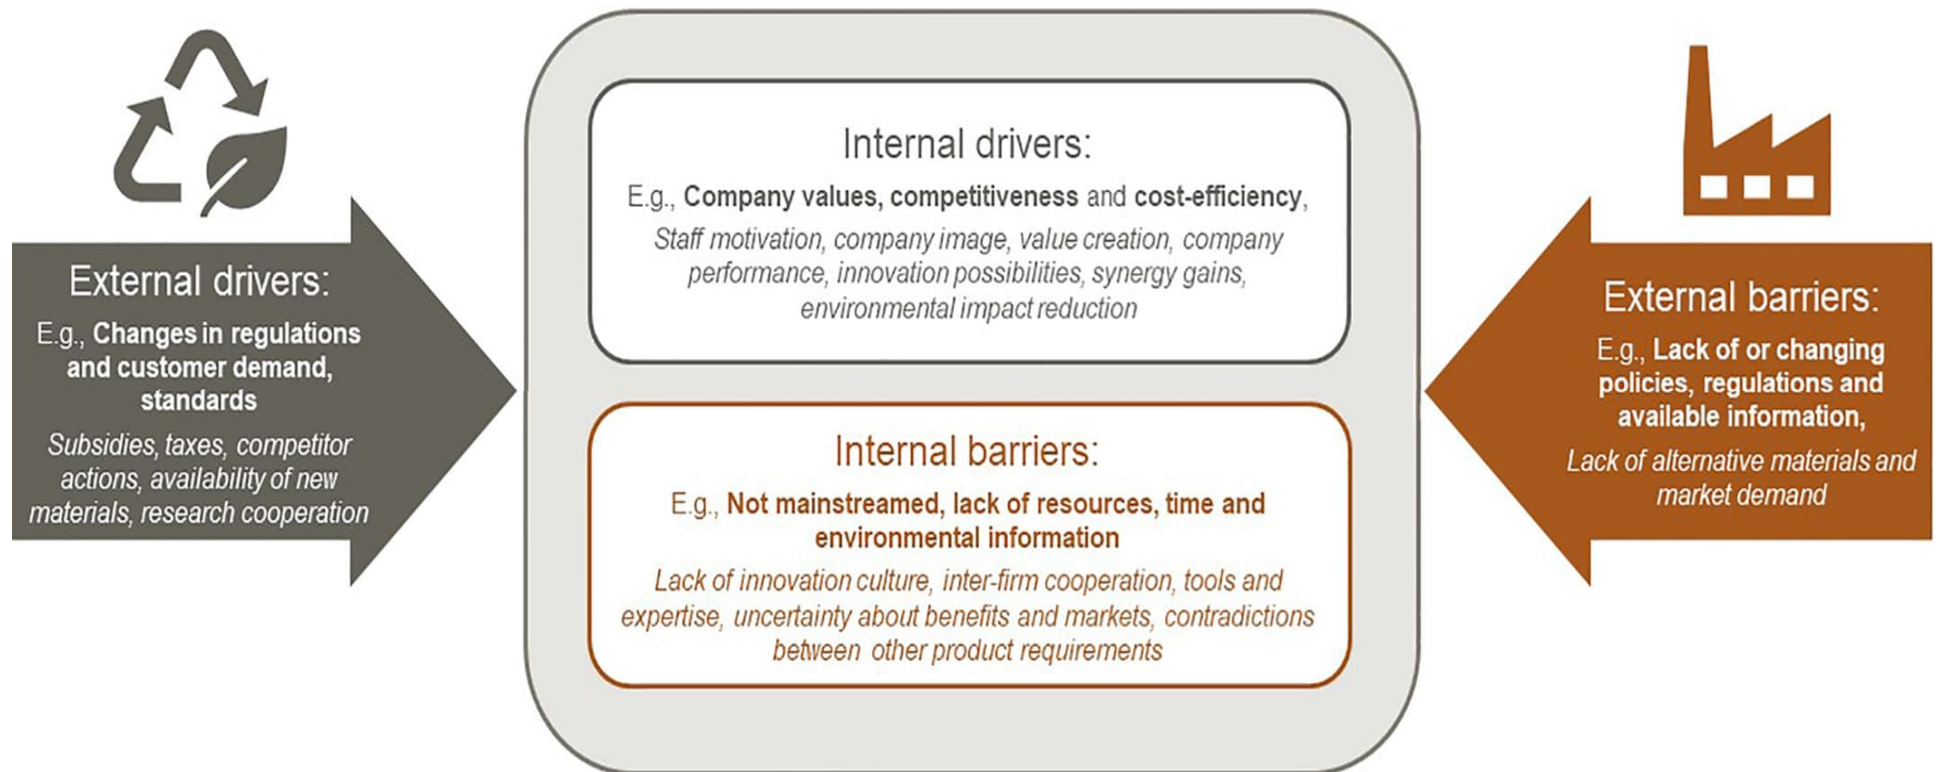 External drivers:
E.g., Changes in regulations
and customer demand,
standards
Subsidies, taxes, competitor
actions, availability of new
materials, research cooperation
Internal drivers:
E.g., Company values, competitiveness and cost-efficiency,
Staff motivation, company image, value creation, company
performance, innovation possibilities, synergy gains,
environmental impact reduction
Internal barriers:
E.g., Not mainstreamed, lack of resources, time and
environmental information
Lack of innovation culture, inter-firm cooperation, tools and
expertise, uncertainty about benefits and markets, contradictions
between other product requirements
External barriers:
E.g., Lack of or changing
policies, regulations and
available information,
Lack of alternative materials and
market demand